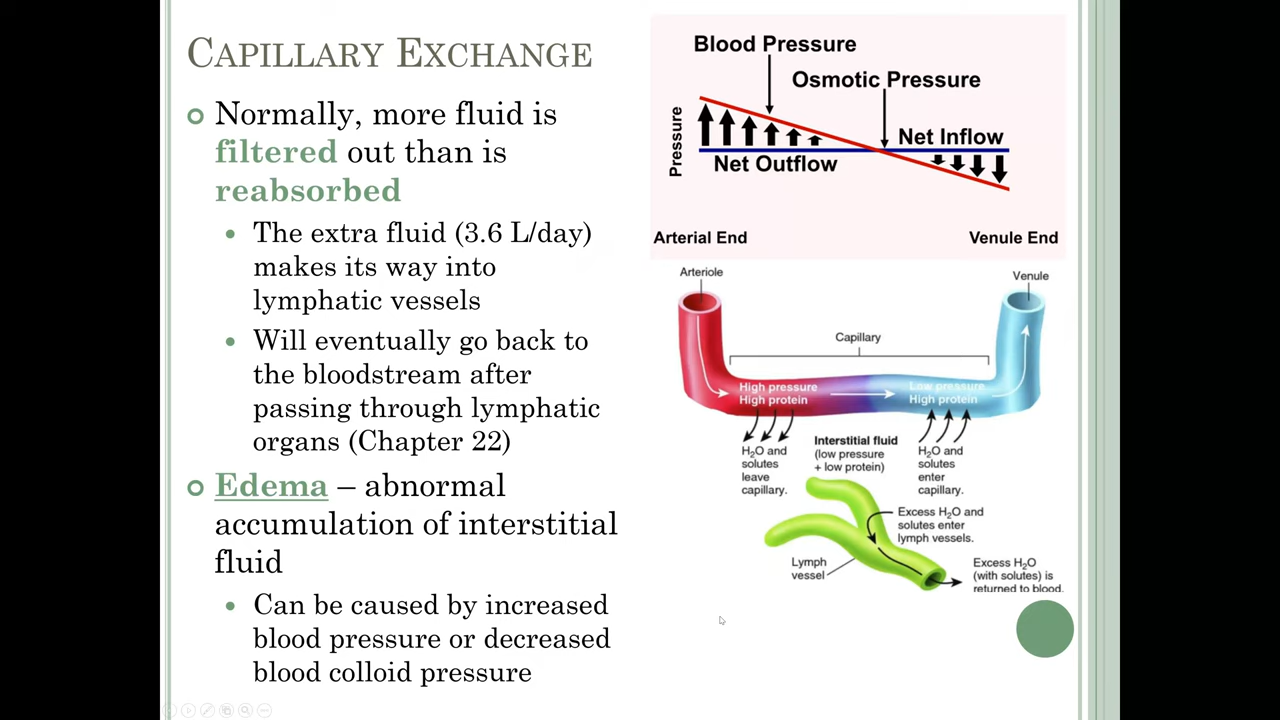 CAPILLARY EXCHANGE
Normally, more fluid is
filtered out than is
reabsorbed
The extra fluid (3.6 L/day)
makes its way into
lymphatic vessels
Will eventually go back to
the bloodstream after
passing through lymphatic
organs (Chapter 22)
Edema – abnormal
accumulation of interstitial
fluid
Can be caused by increased
blood pressure or decreased
blood colloid pressure
Blood Pressure
Osmotic Pressure
Pressure
Net Inflow
Net Outflow
Arterial End
Venule End
Arteriole
Venule
Capillary
High pressure
High protein
Low pressure
High protein
H₂O and
solutes
leave
capillary.
Interstitial fluid
(low pressure
+ low protein)
H₂O and
solutes
enter
capillary.
Excess H₂O and
solutes enter
lymph vessels.
Lymph
vessel
Excess H₂O
(with solutes) is
returned to blood.